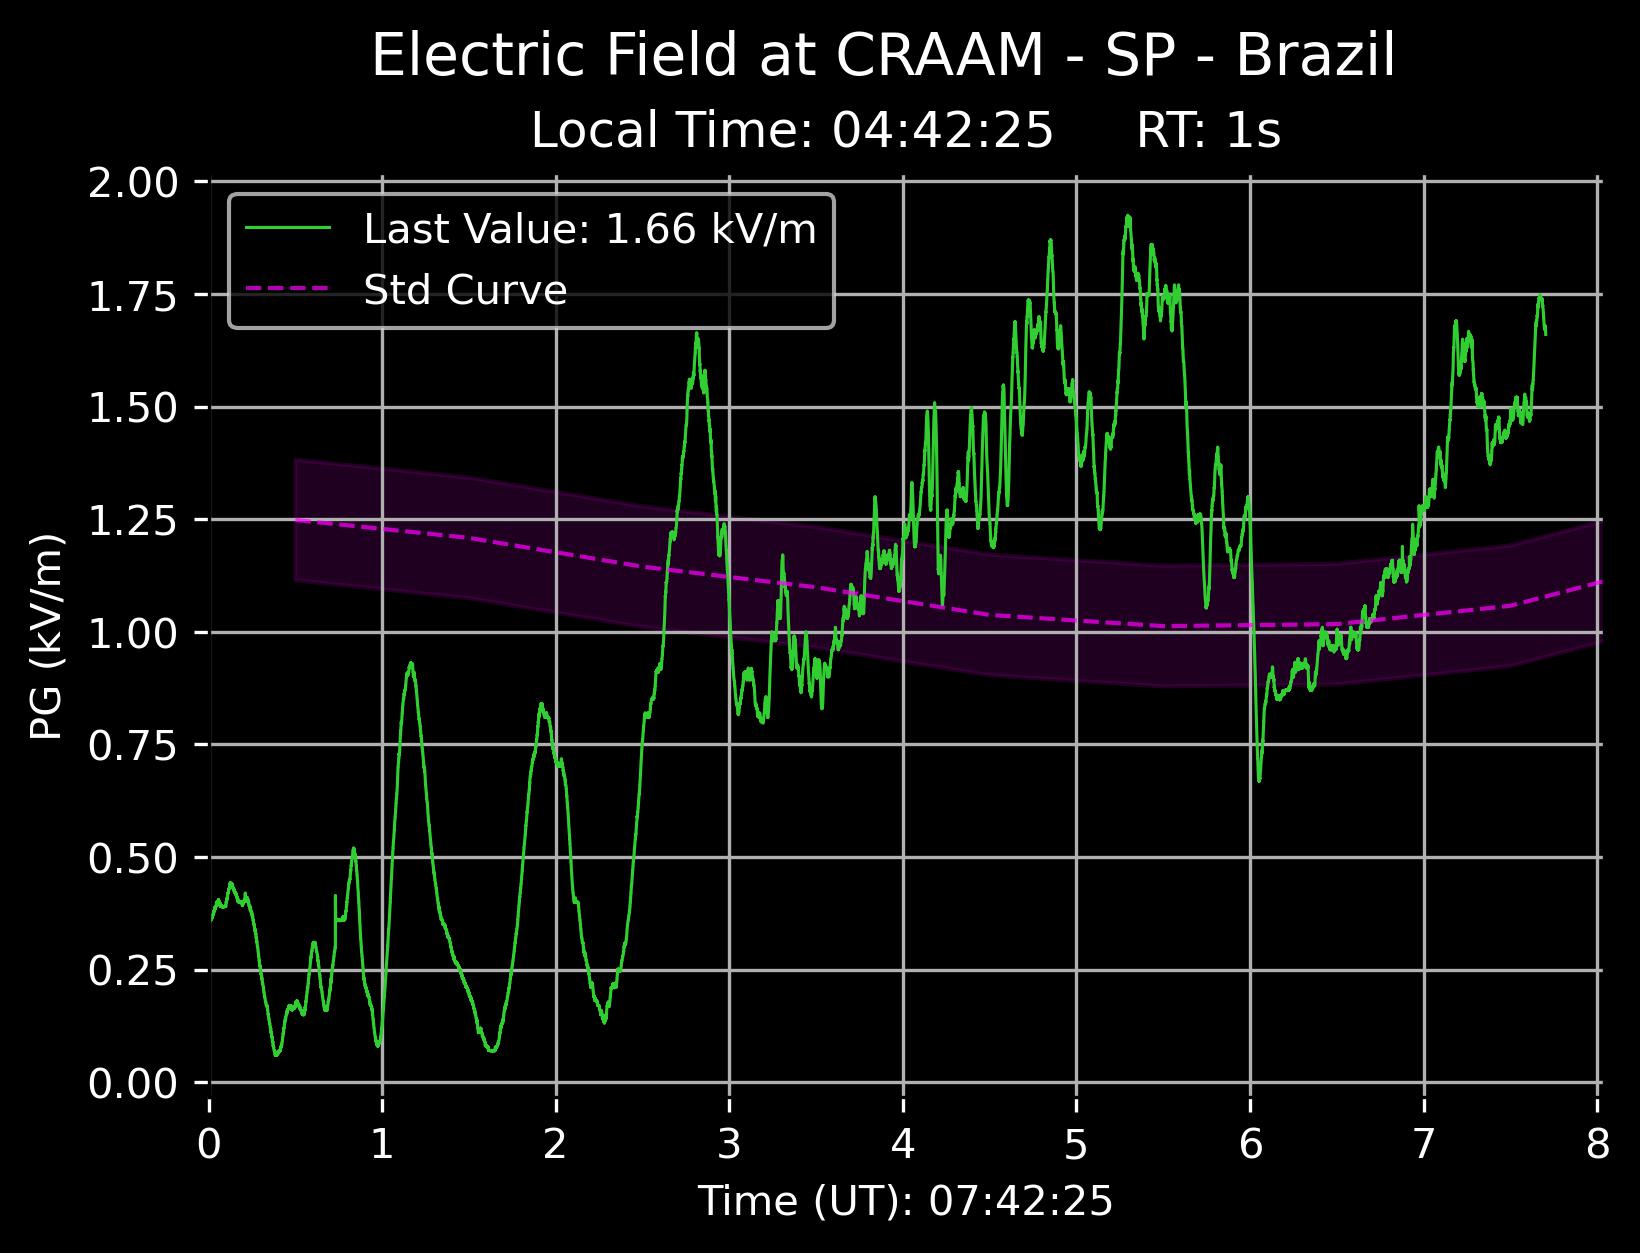 Electric Field at CRAAM - SP - Brazil
Local Time: 04:42:25 RT: 1s
Last Value: 1.66 kV/m
Std Curve
PG (kV/m)
2.00
1.75
1.50
1.25
1.00
0.75
0.50
0.25
0.00
0 1 2 3 4 5 6 7 8
Time (UT): 07:42:25